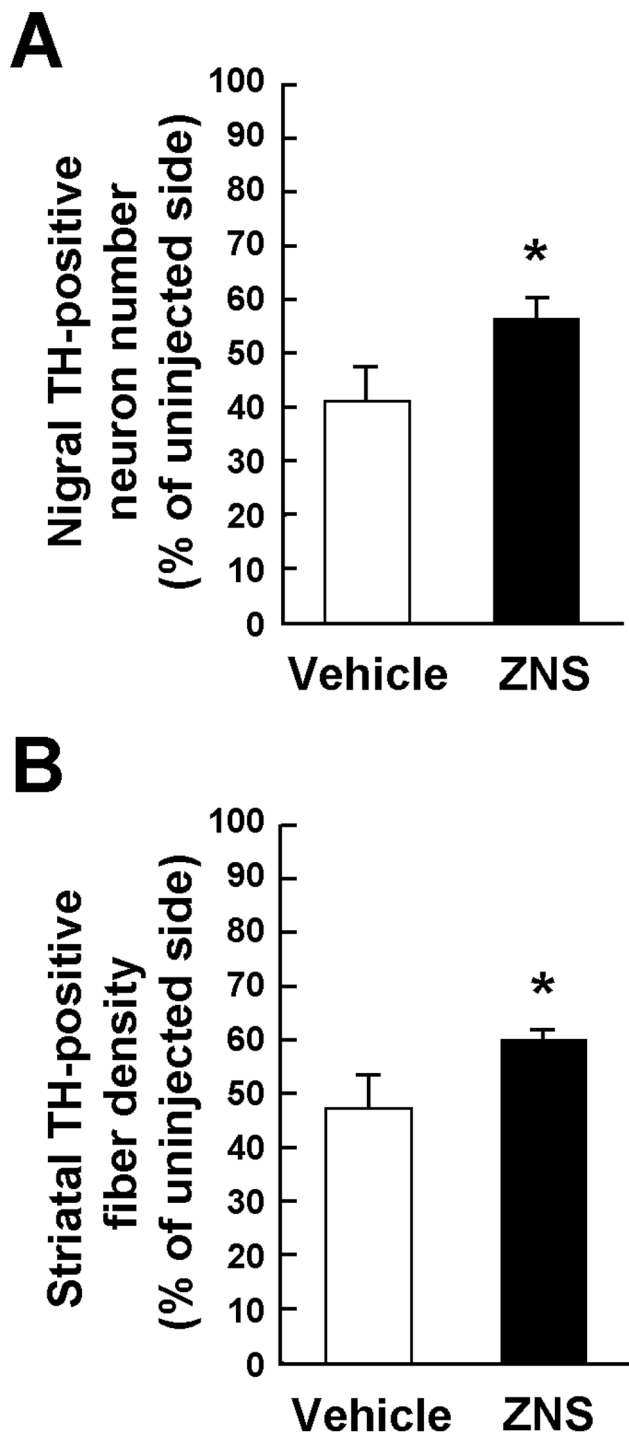 A
Nigral TH-positive
neuron number
(% of uninjected side)
100
90
80
70
60
50
40
30
20
10
0
*
Vehicle ZNS
B
Striatal TH-positive
fiber density
(% of uninjected side)
100
90
80
70
60
50
40
30
20
10
0
*
Vehicle ZNS